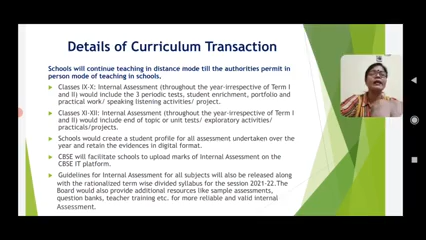 Details of Curriculum Transaction
Schools will continue teaching in distance mode till the authorities permit in
person mode of teaching in schools.
Classes IX-X: Internal Assessment (throughout the year-irrespective of Term I
and II) would include the 3 periodic tests, student enrichment, portfolio and
practical work/ speaking listening activities/ project.
Classes XI-XII: Internal Assessment (throughout the year-irrespective of Term I
and II) would include end of topic or unit tests/ exploratory activities/
practicals/projects.
Schools would create a student profile for all assessment undertaken over the
year and retain the evidences in digital format.
CBSE will facilitate schools to upload marks of Internal Assessment on the
CBSE IT platform.
Guidelines for Internal Assessment for all subjects will also be released along
with the rationalized term wise divided syllabus for the session 2021-22.The
Board would also provide additional resources like sample assessments,
question banks, teacher training etc. for more reliable and valid internal
Assessment.